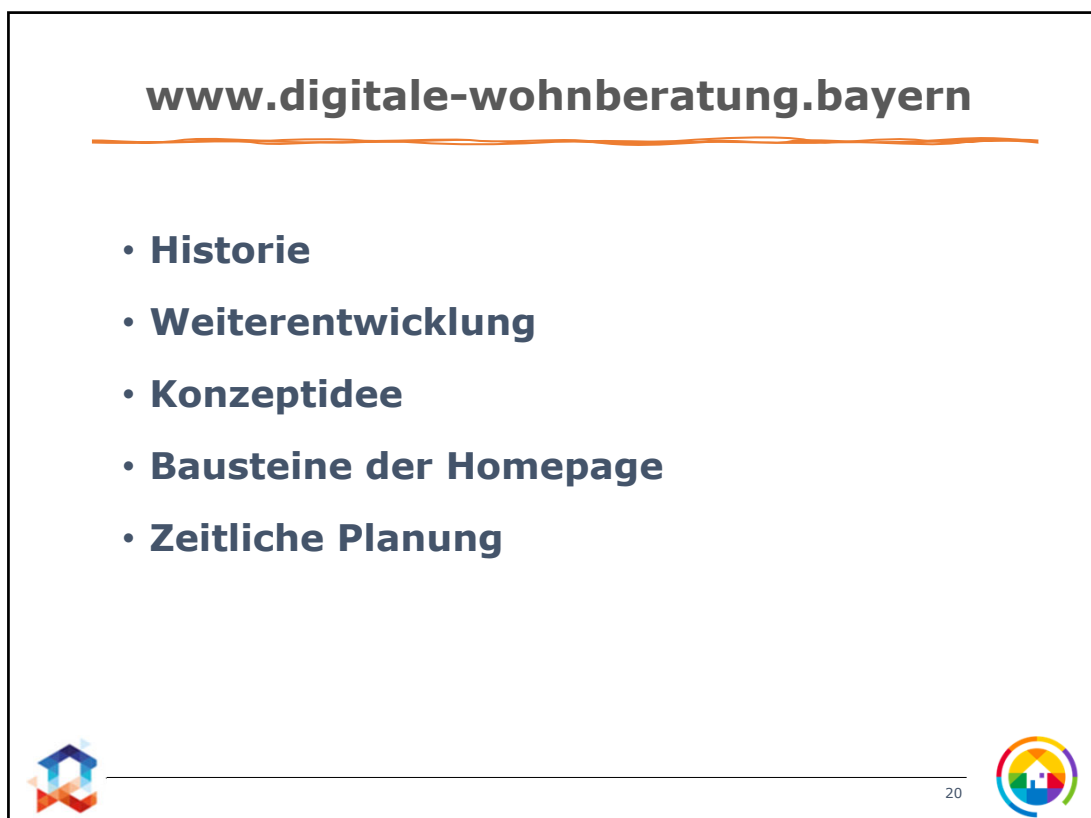 www.digitale-wohnberatung.bayern
• Historie
• Weiterentwicklung
• Konzeptidee
• Bausteine der Homepage
• Zeitliche Planung
20